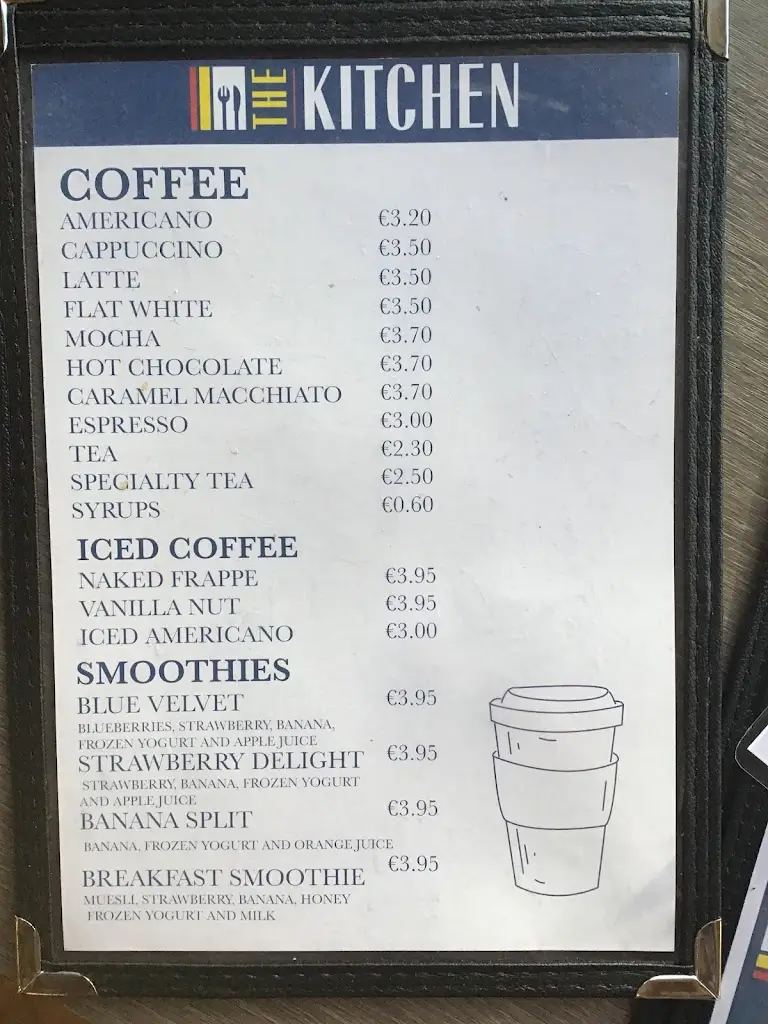 THE KITCHEN
COFFEE
AMERICANO €3.20
CAPPUCCINO €3.50
LATTE €3.50
FLAT WHITE €3.50
MOCHA €3.70
HOT CHOCOLATE €3.70
CARAMEL MACCHIATO €3.70
ESPRESSO €3.00
TEA €2.30
SPECIALTY TEA €2.50
SYRUPS €0.60
ICED COFFEE
NAKED FRAPPE €3.95
VANILLA NUT €3.95
ICED AMERICANO €3.00
SMOOTHIES
BLUE VELVET €3.95
BLUEBERRIES, STRAWBERRY, BANANA,
FROZEN YOGURT AND APPLE JUICE
STRAWBERRY DELIGHT €3.95
STRAWBERRY, BANANA, FROZEN YOGURT
AND APPLE JUICE
BANANA SPLIT €3.95
BANANA, FROZEN YOGURT AND ORANGE JUICE
BREAKFAST SMOOTHIE €3.95
MUESLI, STRAWBERRY, BANANA, HONEY
FROZEN YOGURT AND MILK